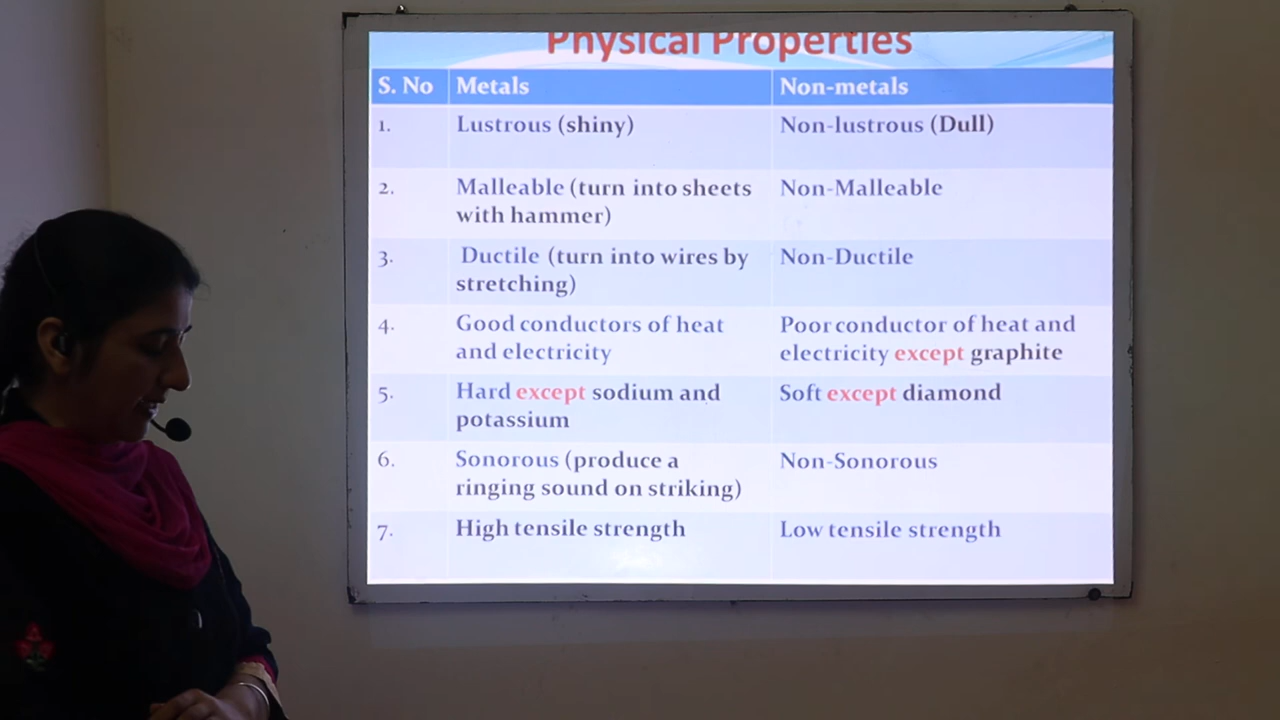 Physical Properties
S. No Metals Non-metals
1. Lustrous (shiny) Non-lustrous (Dull)
2. Malleable (turn into sheets Non-Malleable
with hammer)
3. Ductile (turn into wires by Non-Ductile
stretching)
4. Good conductors of heat Poor conductor of heat and
and electricity electricity except graphite
5. Hard except sodium and Soft except diamond
potassium
6. Sonorous (produce a Non-Sonorous
ringing sound on striking)
7. High tensile strength Low tensile strength